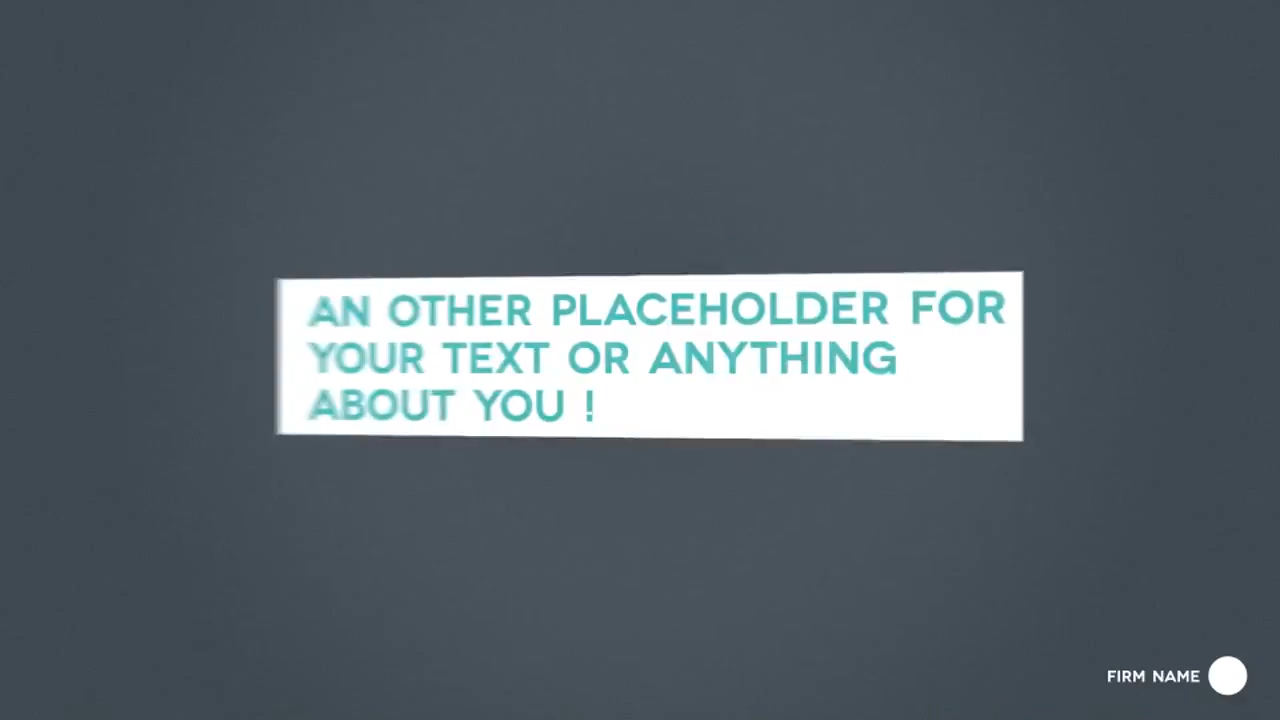 AN OTHER PLACEHOLDER FOR
YOUR TEXT OR ANYTHING
ABOUT YOU !
FIRM NAME